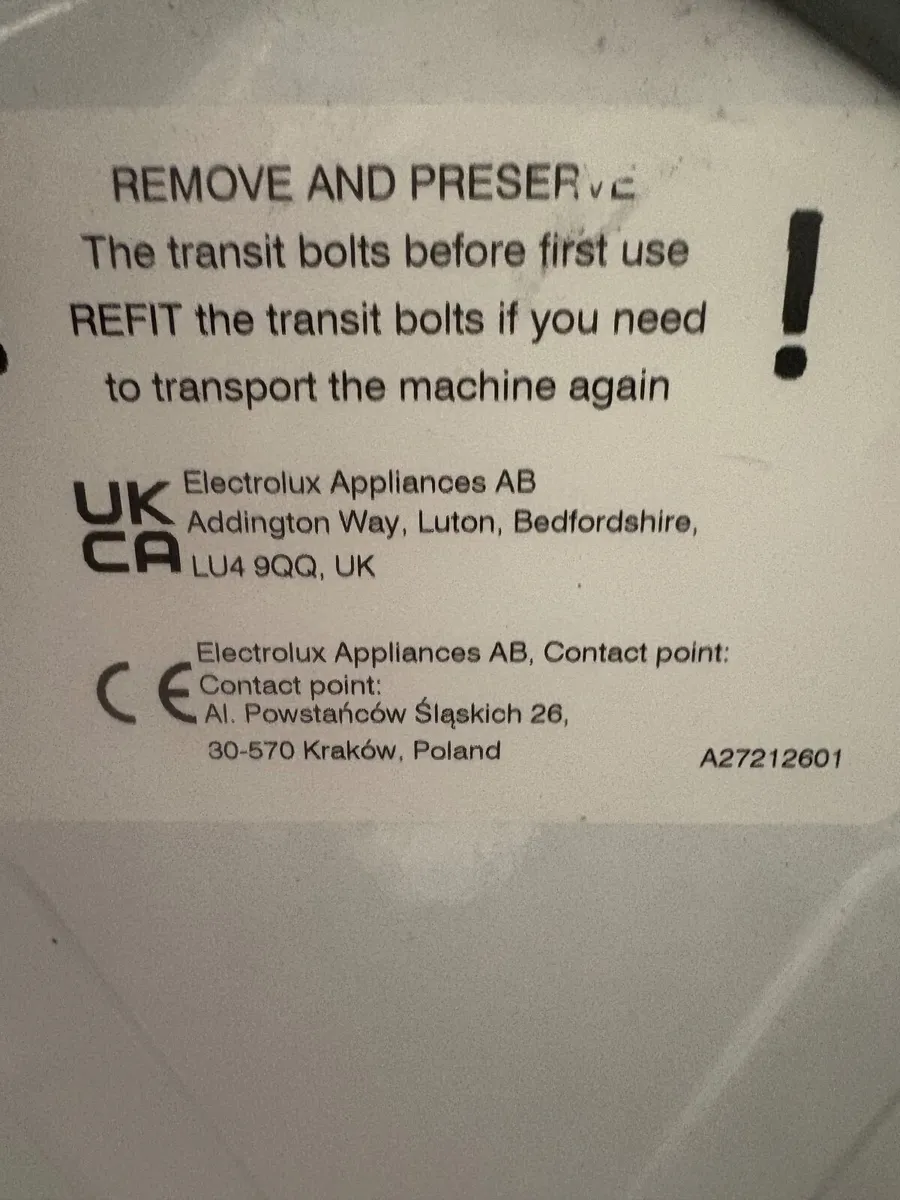 REMOVE AND PRESERVE
The transit bolts before first use
REFIT the transit bolts if you need
to transport the machine again
!
UK
CA
Electrolux Appliances AB
Addington Way, Luton, Bedfordshire,
LU4 9QQ, UK
CE
Electrolux Appliances AB, Contact point:
Contact point:
Al. Powstańców Śląskich 26,
30-570 Kraków, Poland
A27212601